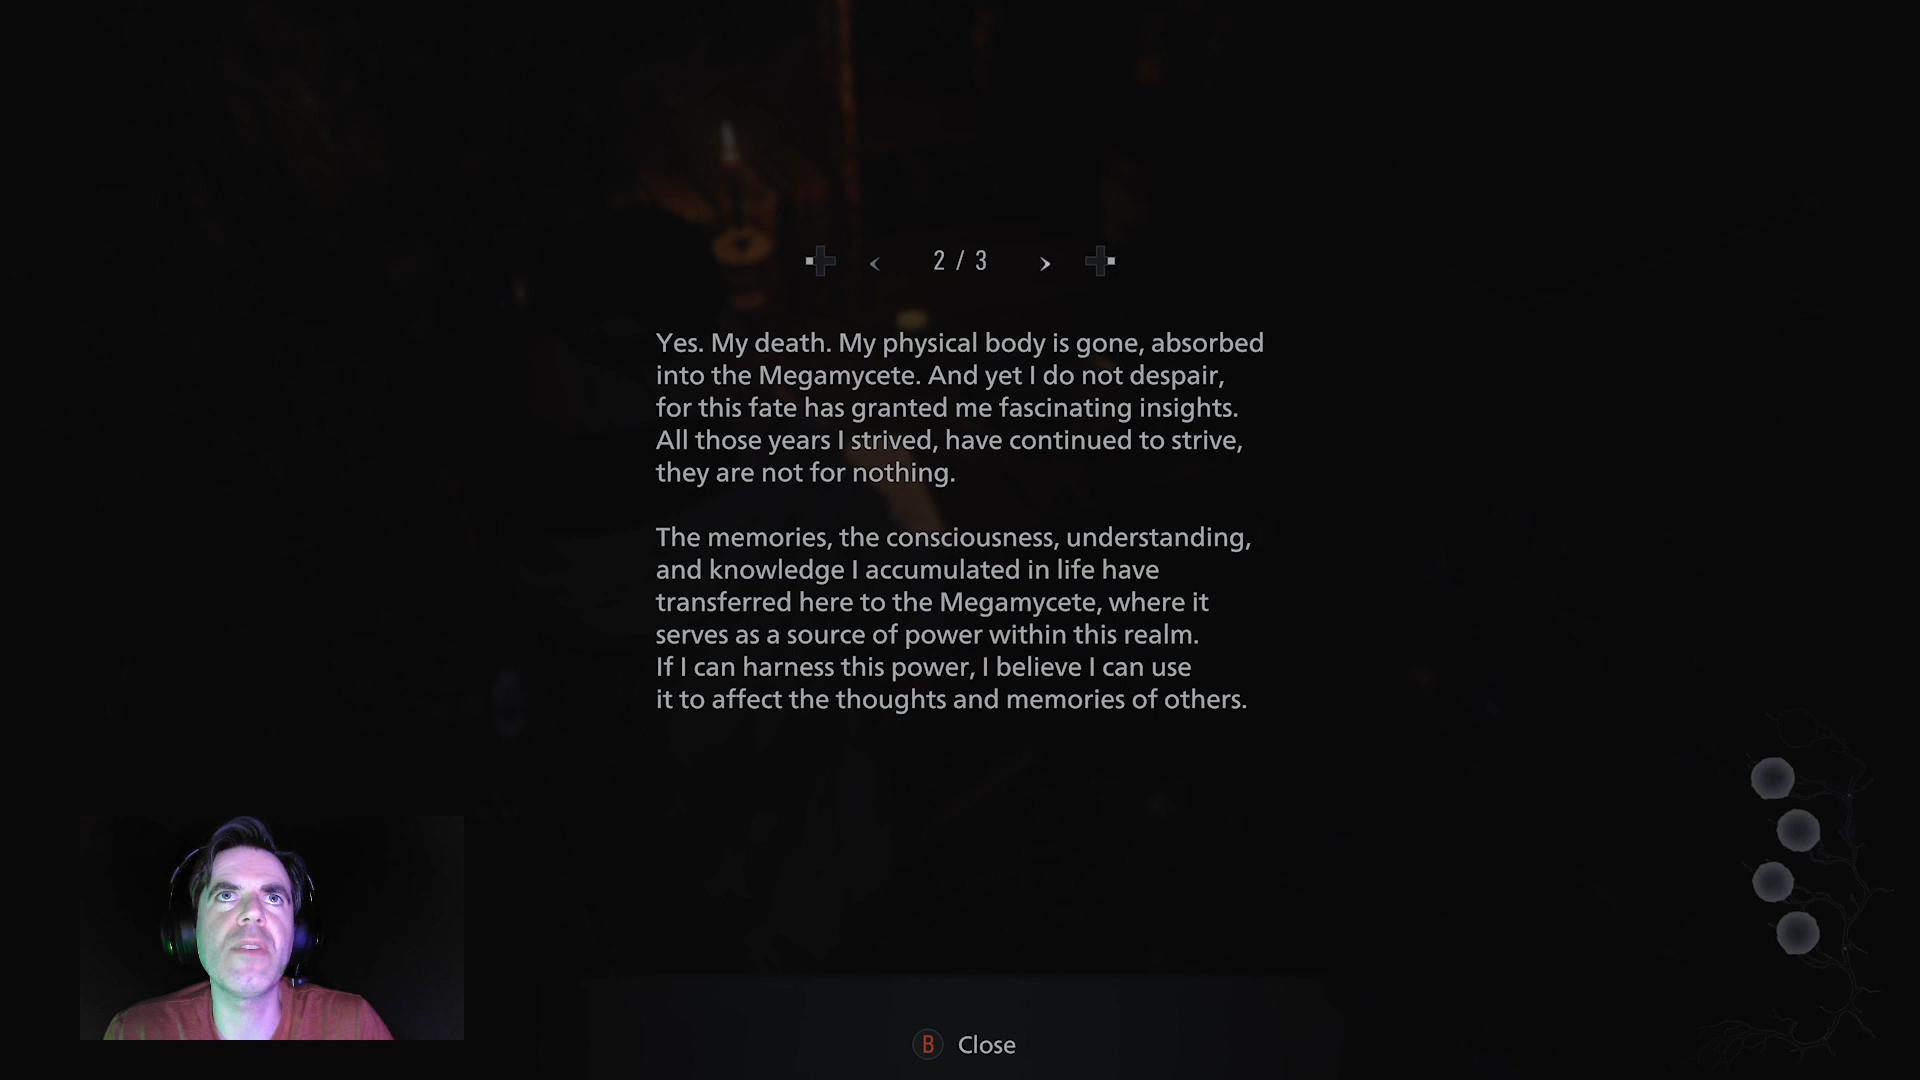 2 / 3
Yes. My death. My physical body is gone, absorbed
into the Megamycete. And yet I do not despair,
for this fate has granted me fascinating insights.
All those years I strived, have continued to strive,
they are not for nothing.
The memories, the consciousness, understanding,
and knowledge I accumulated in life have
transferred here to the Megamycete, where it
serves as a source of power within this realm.
If I can harness this power, I believe I can use
it to affect the thoughts and memories of others.
B Close